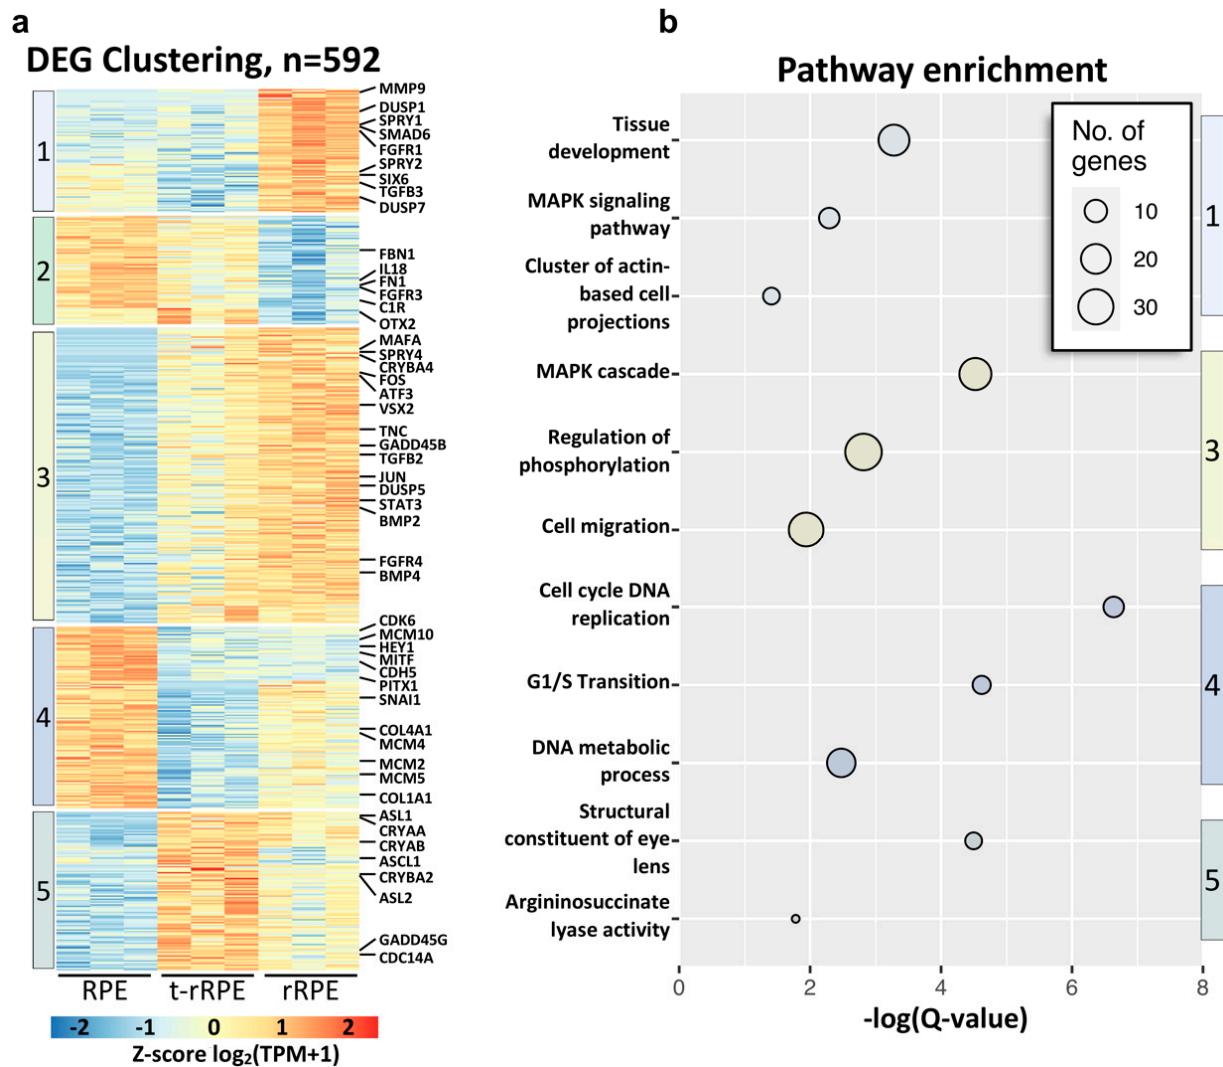 a
DEG Clustering, n=592
1
2
3
4
5
MMP9
DUSP1
SPRY1
SMAD6
FGFR1
SPRY2
SIX6
TGFB3
DUSP7
FBN1
IL18
FN1
FGFR3
C1R
OTX2
MAFA
SPRY4
CRYBA4
FOS
ATF3
VSX2
TNC
GADD45B
TGFB2
JUN
DUSP5
STAT3
BMP2
FGFR4
BMP4
CDK6
MCM10
HEY1
MITF
CDH5
PITX1
SNAI1
COL4A1
MCM4
MCM2
MCM5
COL1A1
ASL1
CRYAA
CRYAB
ASCL1
CRYBA2
ASL2
GADD45G
CDC14A
RPE t-rRPE rRPE
-2 -1 0 1 2
Z-score log₂(TPM+1)
b
Pathway enrichment
Tissue
development
MAPK signaling
pathway
Cluster of actin-
based cell
projections
MAPK cascade
Regulation of
phosphorylation
Cell migration
Cell cycle DNA
replication
G1/S Transition
DNA metabolic
process
Structural
constituent of eye
lens
Argininosuccinate
lyase activity
No. of
genes
10
20
30
1
3
4
5
0 2 4 6 8
-log(Q-value)